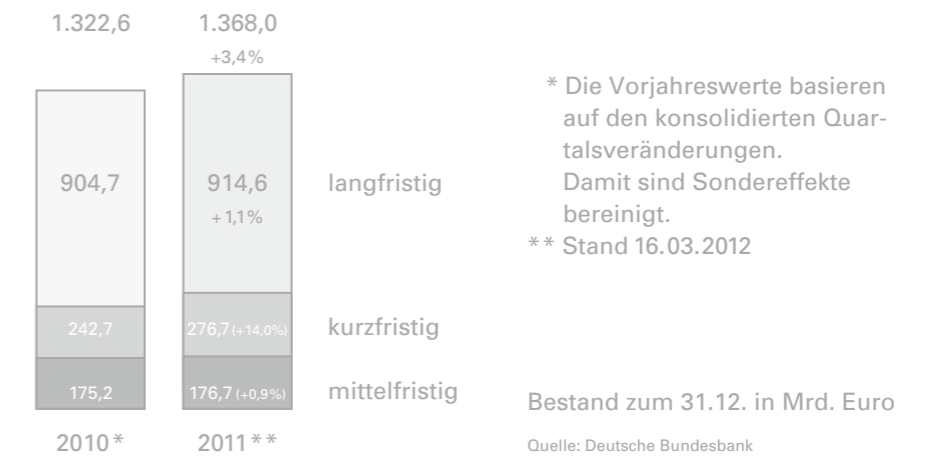 1.322,6 1.368,0
+3,4%
* Die Vorjahreswerte basieren
auf den konsolidierten Quar-
talsveränderungen.
Damit sind Sondereffekte
bereinigt.
** Stand 16.03.2012
904,7 914,6 langfristig
+1,1%
242,7 276,7 (+14,0%) kurzfristig
175,2 176,7 (+0,9%) mittelfristig
Bestand zum 31.12. in Mrd. Euro
2010* 2011**
Quelle: Deutsche Bundesbank